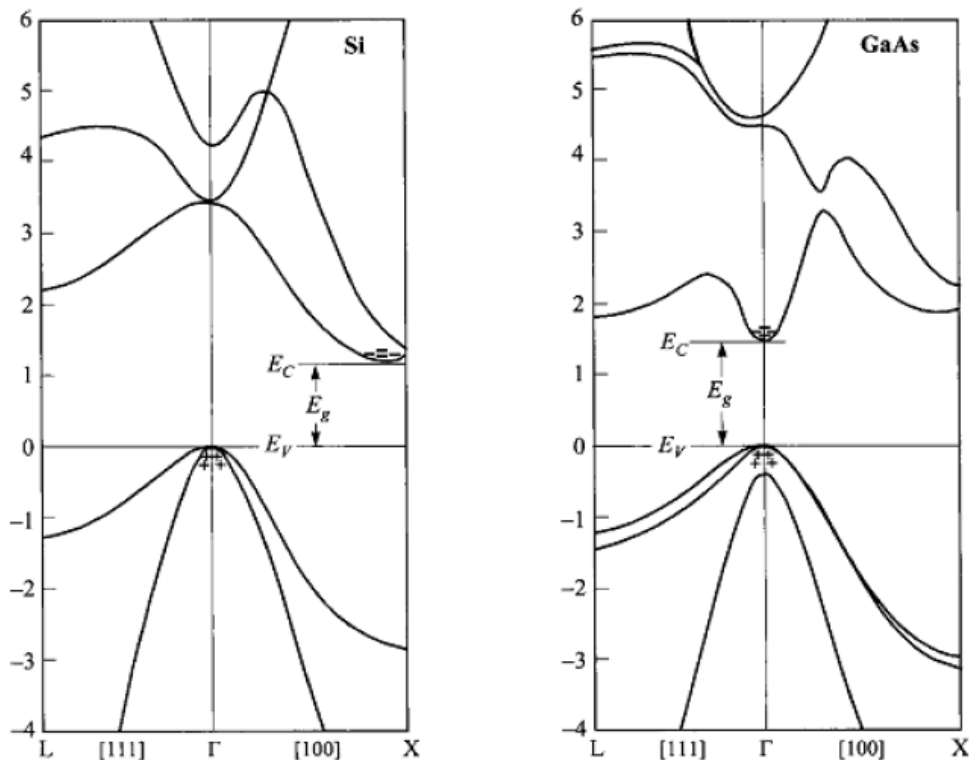 Si
6
5
4
3
2
1
0
–1
–2
–3
–4
E_C
E_g
E_V
L [111] Γ [100] X
GaAs
6
5
4
3
2
1
0
–1
–2
–3
–4
E_C
E_g
E_V
L [111] Γ [100] X